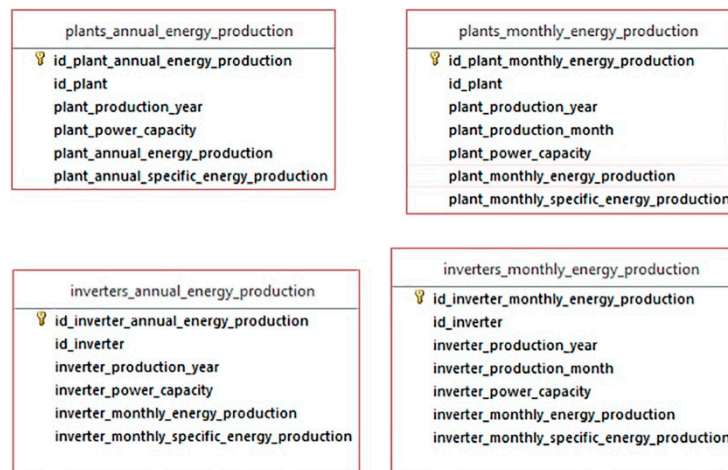 plants_annual_energy_production
id_plant_annual_energy_production
id_plant
plant_production_year
plant_power_capacity
plant_annual_energy_production
plant_annual_specific_energy_production
plants_monthly_energy_production
id_plant_monthly_energy_production
id_plant
plant_production_year
plant_production_month
plant_power_capacity
plant_monthly_energy_production
plant_monthly_specific_energy_production
inverters_annual_energy_production
id_inverter_annual_energy_production
id_inverter
inverter_production_year
inverter_power_capacity
inverter_monthly_energy_production
inverter_monthly_specific_energy_production
inverters_monthly_energy_production
id_inverter_monthly_energy_production
id_inverter
inverter_production_year
inverter_production_month
inverter_power_capacity
inverter_monthly_energy_production
inverter_monthly_specific_energy_production